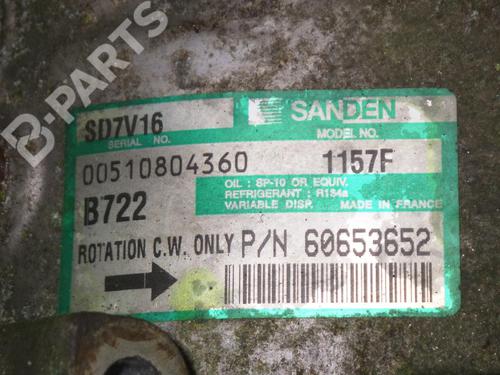 B-PARTS
SANDEN
SD7V16
SERIAL NO.
MODEL NO.
00510804360
1157F
B722
OIL : SP-10 OR EQUIV.
REFRIGERANT : R134a
VARIABLE DISP. MADE IN FRANCE
ROTATION C.W. ONLY P/N 60653652